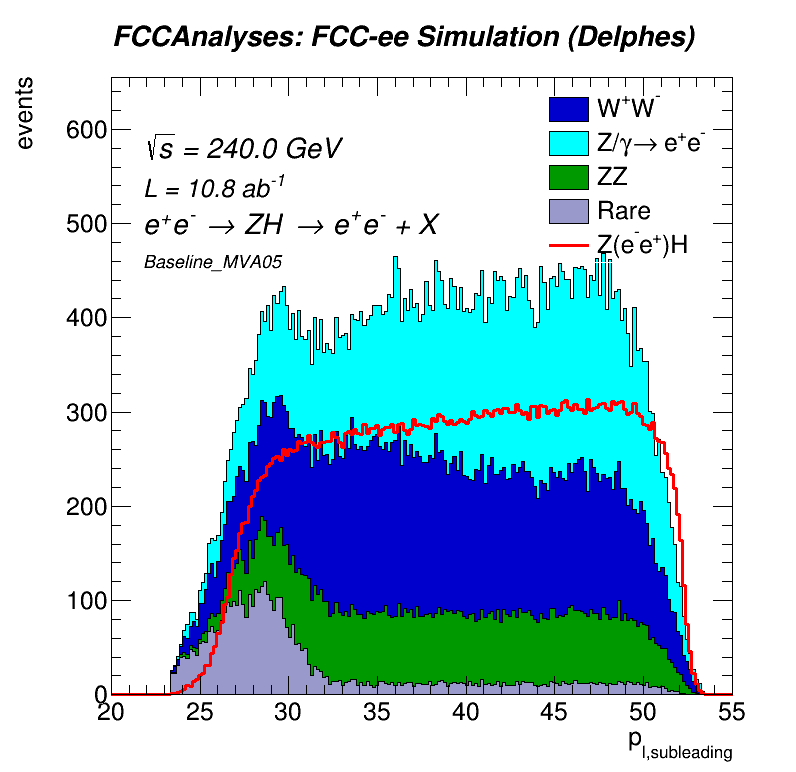 FCCAnalyses: FCC-ee Simulation (Delphes)
events
√s = 240.0 GeV
L = 10.8 ab⁻¹
e⁺e⁻ → ZH → e⁺e⁻ + X
Baseline_MVA05
W⁺W⁻
Z/γ → e⁺e⁻
ZZ
Rare
Z(e⁻e⁺)H
600
500
400
300
200
100
0
20 25 30 35 40 45 50 55
p_l,subleading